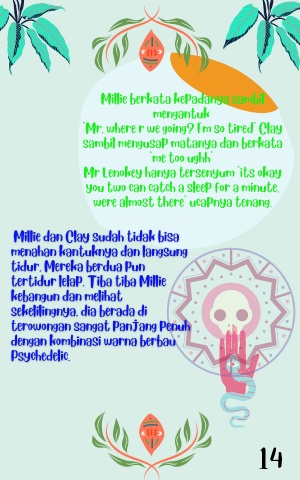 Millie berkata kepadanya sambil
mengantuk
"Mr, where r we going? I'm so tired" Clay
sambil mengusap matanya dan berkata
"me too ughh"
Mr Lenokey hanya tersenyum "its okay
you two can catch a sleep for a minute,
were almost there" ucapnya tenang.
Millie dan Clay sudah tidak bisa
menahan kantuknya dan langsung
tidur. Mereka berdua pun
tertidur lelap. Tiba tiba Millie
kebangun dan melihat
sekelilingnya, dia berada di
terowongan sangat Panjang Penuh
dengan kombinasi warna berbau
Psychedelic.
14